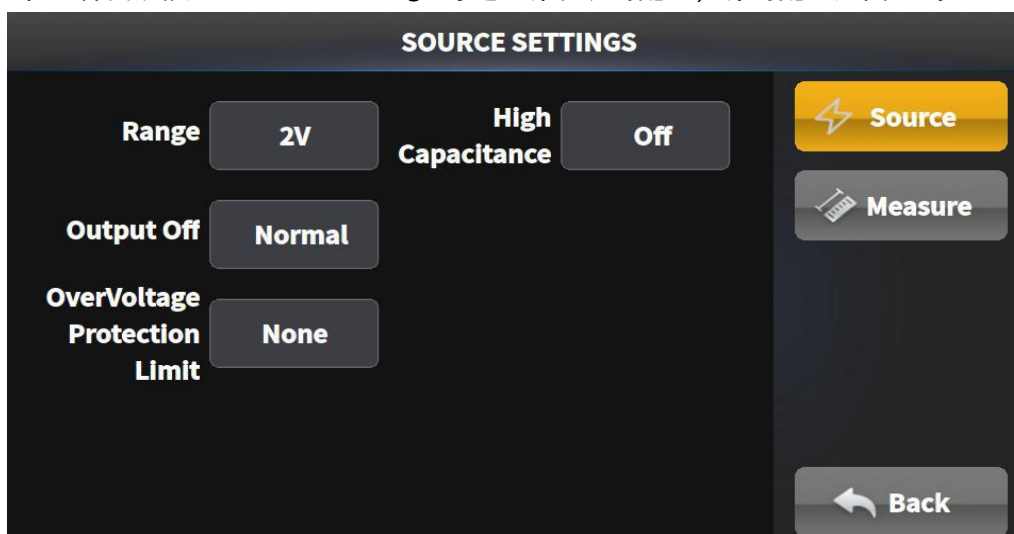 SOURCE SETTINGS
Range
2V
High
Capacitance
Off
Source
Measure
Output Off
Normal
OverVoltage
Protection
Limit
None
Back